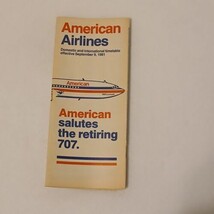 American
Airlines
Domestic and international timetable
effective September 9, 1981
American
American
salutes
the retiring
707.